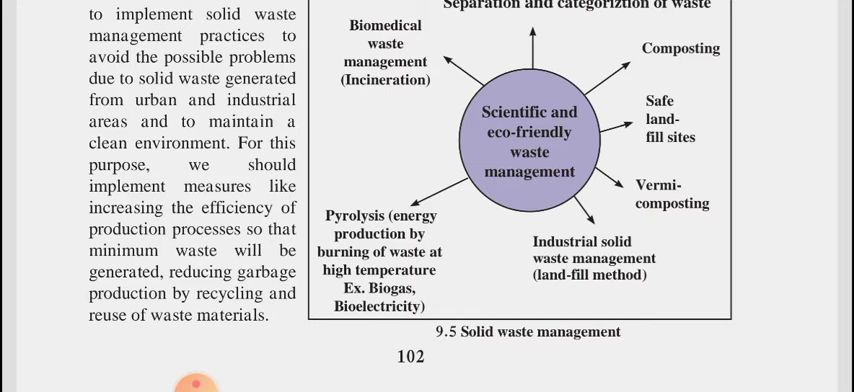 to implement solid waste
management practices to
avoid the possible problems
due to solid waste generated
from urban and industrial
areas and to maintain a
clean environment. For this
purpose, we should
implement measures like
increasing the efficiency of
production processes so that
minimum waste will be
generated, reducing garbage
production by recycling and
reuse of waste materials.
Separation and categoriztion of waste
Biomedical
waste
management
(Incineration)
Composting
Safe
land-
fill sites
Scientific and
eco-friendly
waste
management
Vermi-
composting
Pyrolysis (energy
production by
burning of waste at
high temperature
Ex. Biogas,
Bioelectricity)
Industrial solid
waste management
(land-fill method)
9.5 Solid waste management
102